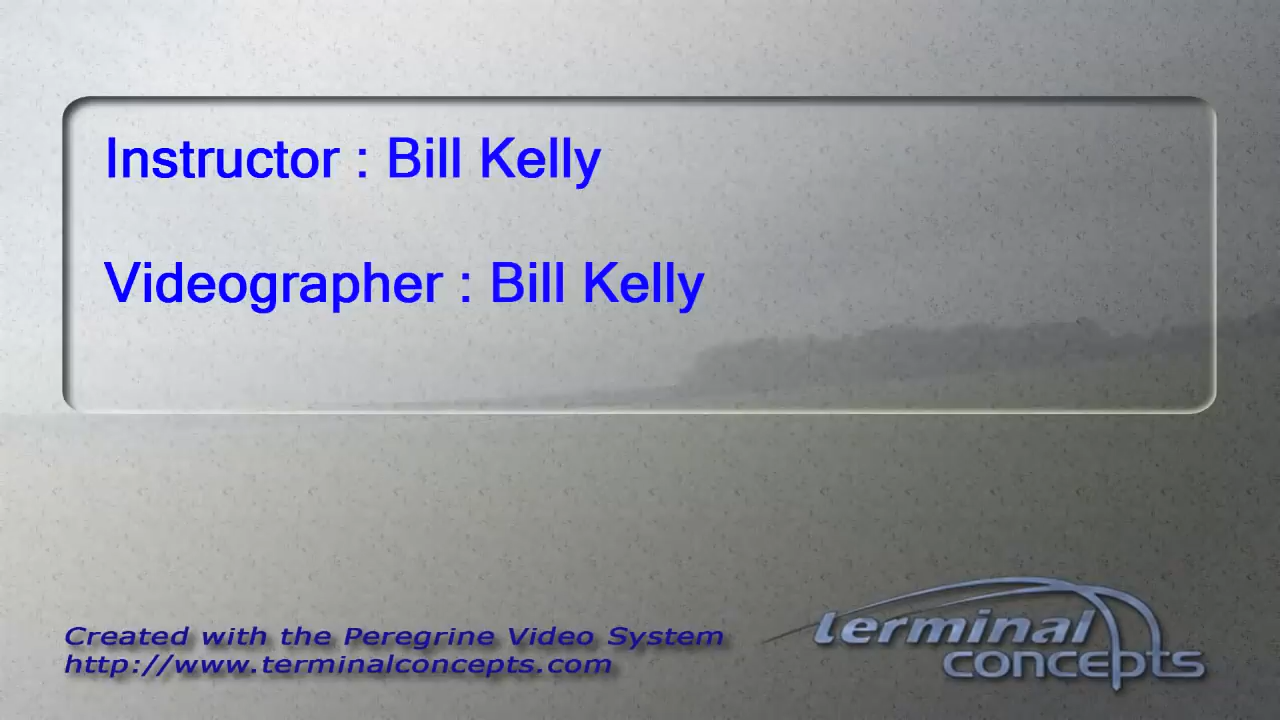 Instructor : Bill Kelly
Videographer : Bill Kelly
Created with the Peregrine Video System
http://www.terminalconcepts.com
terminal
concepts